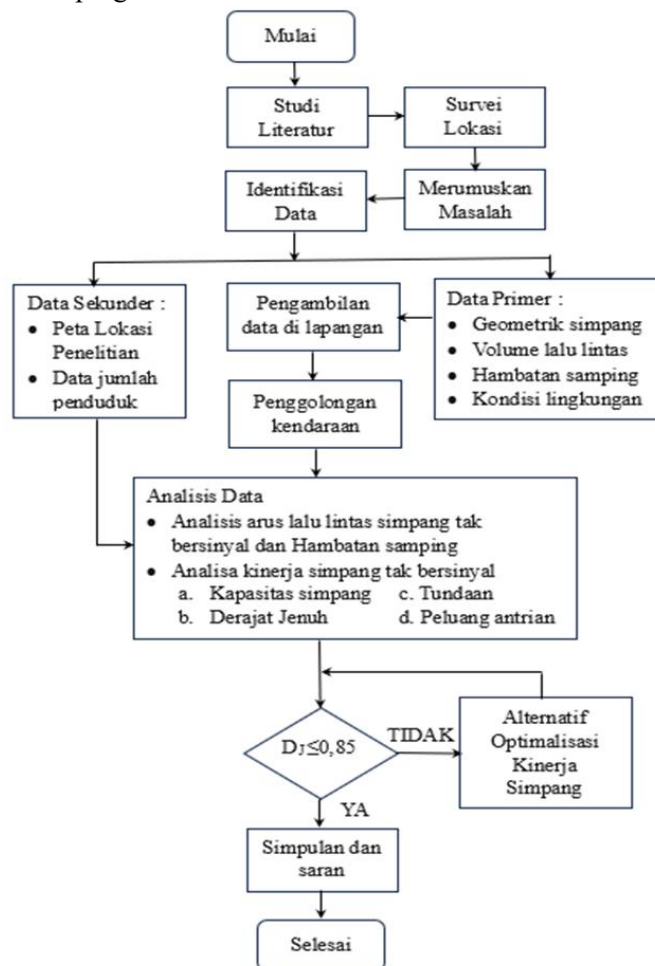 Mulai
Studi
Literatur
Survei
Lokasi
Identifikasi
Data
Merumuskan
Masalah
Data Sekunder :
• Peta Lokasi
Penelitian
• Data jumlah
penduduk
Pengambilan
data di lapangan
Data Primer :
• Geometrik simpang
• Volume lalu lintas
• Hambatan samping
• Kondisi lingkungan
Penggolongan
kendaraan
Analisis Data
• Analisis arus lalu lintas simpang tak
bersinyal dan Hambatan samping
• Analisa kinerja simpang tak bersinyal
a. Kapasitas simpang c. Tundaan
b. Derajat Jenuh d. Peluang antrian
DJ≤0,85
TIDAK
Alternatif
Optimalisasi
Kinerja
Simpang
YA
Simpulan dan
saran
Selesai